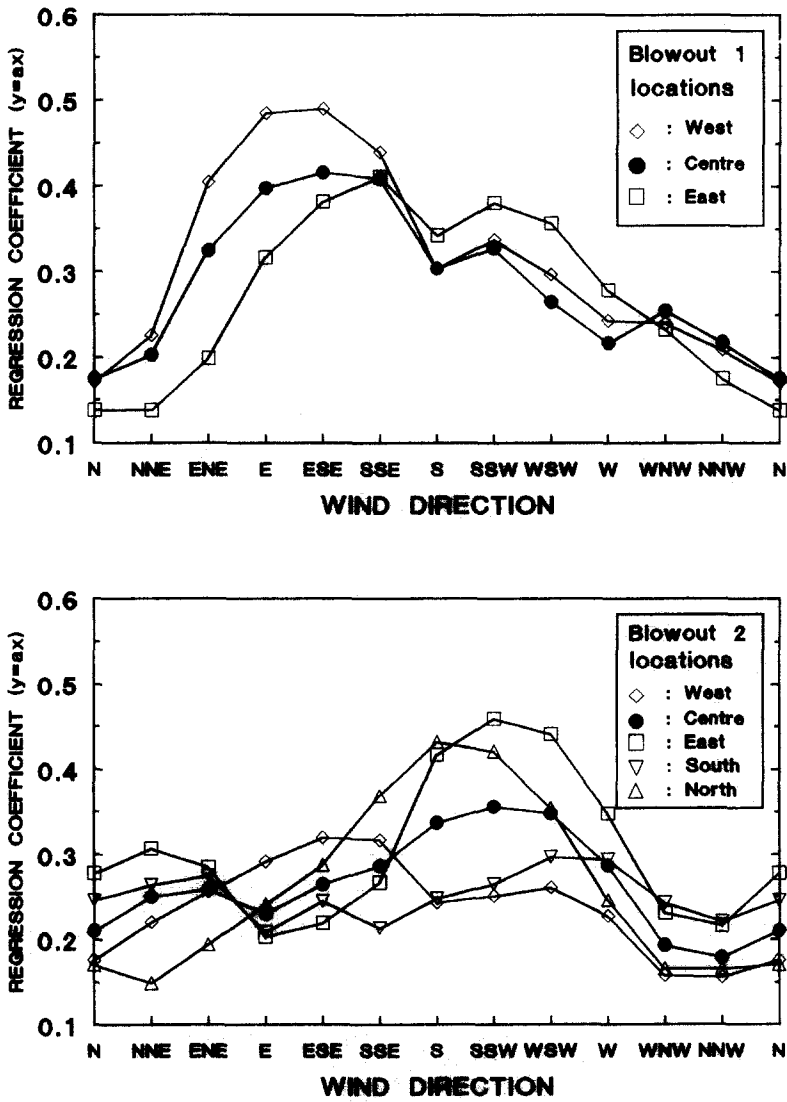 0.6
0.5
0.4
0.3
0.2
0.1
REGRESSION COEFFICIENT (y=ax)
Blowout 1
locations
: West
: Centre
: East
N NNE ENE E ESE SSE S SSW WSW W WNW NNW N
WIND DIRECTION
0.6
0.5
0.4
0.3
0.2
0.1
REGRESSION COEFFICIENT (y=ax)
Blowout 2
locations
: West
: Centre
: East
: South
: North
N NNE ENE E ESE SSE S SSW WSW W WNW NNW N
WIND DIRECTION